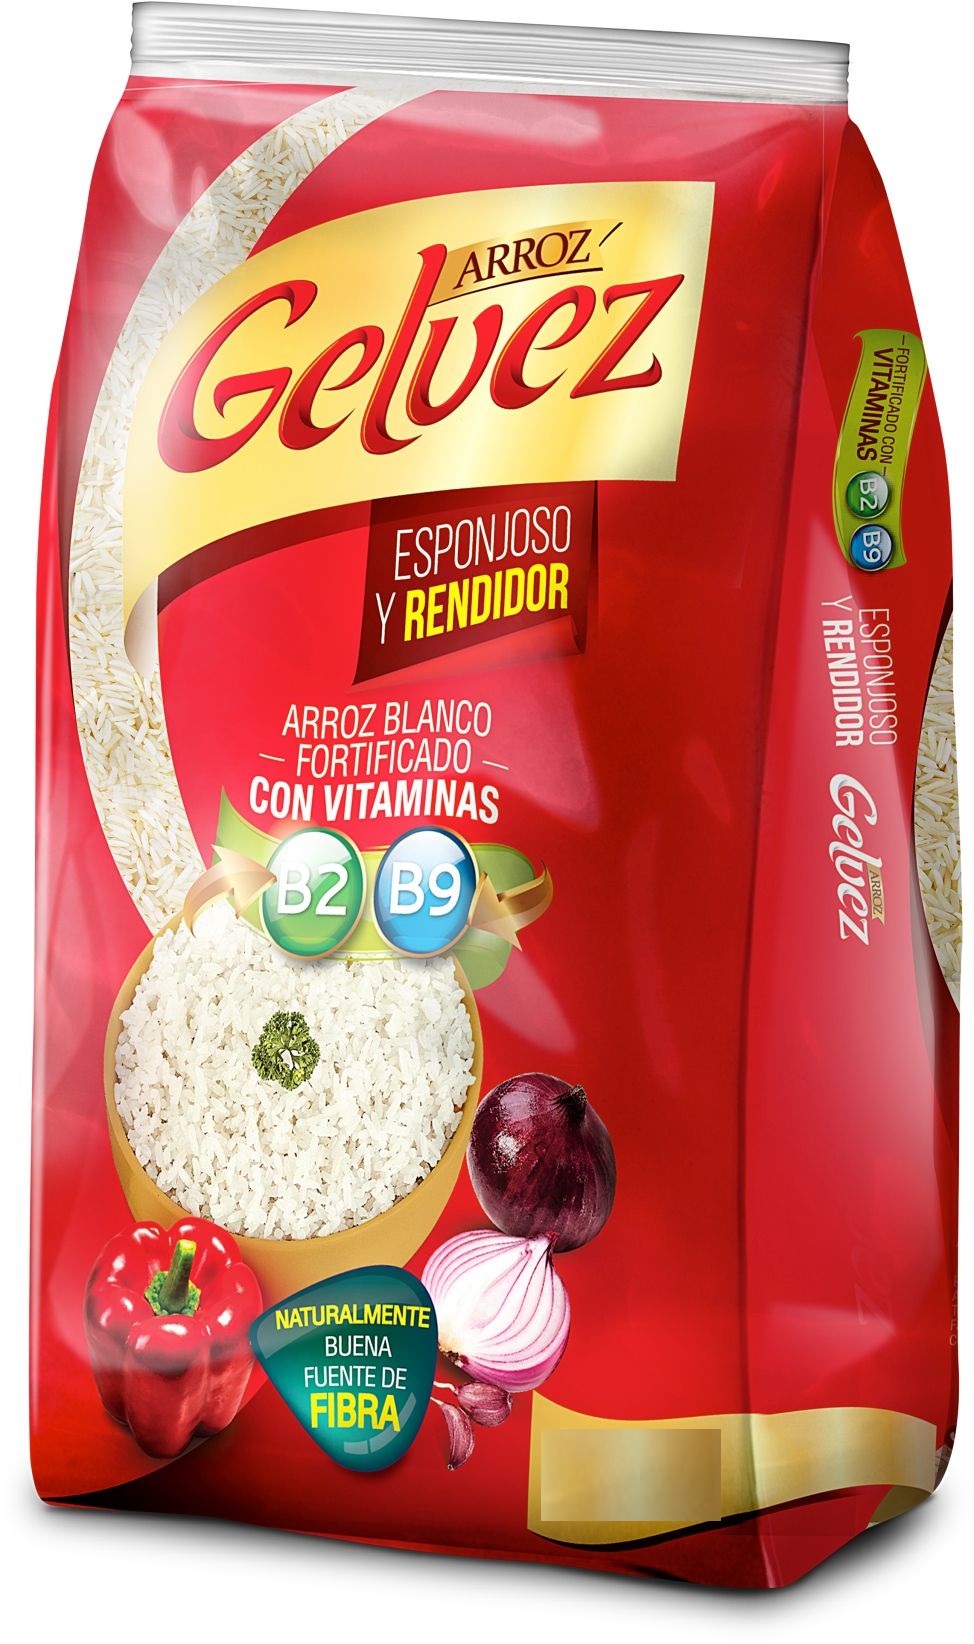 ARROZ
Gelvez
ESPONJOSO
Y RENDIDOR
ARROZ BLANCO
– FORTIFICADO –
CON VITAMINAS
B2 B9
NATURALMENTE
BUENA
FUENTE DE
FIBRA
– FORTIFICADO CON –
VITAMINAS
B2 B9
ESPONJOSO
Y RENDIDOR
ARROZ
Gelvez